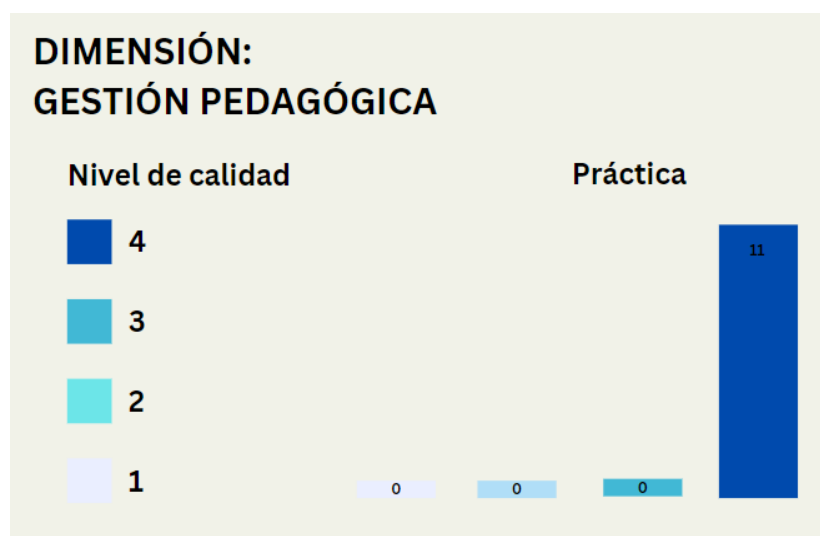 DIMENSIÓN:
GESTIÓN PEDAGÓGICA
Nivel de calidad
Práctica
4
3
2
1
11
0
0
0